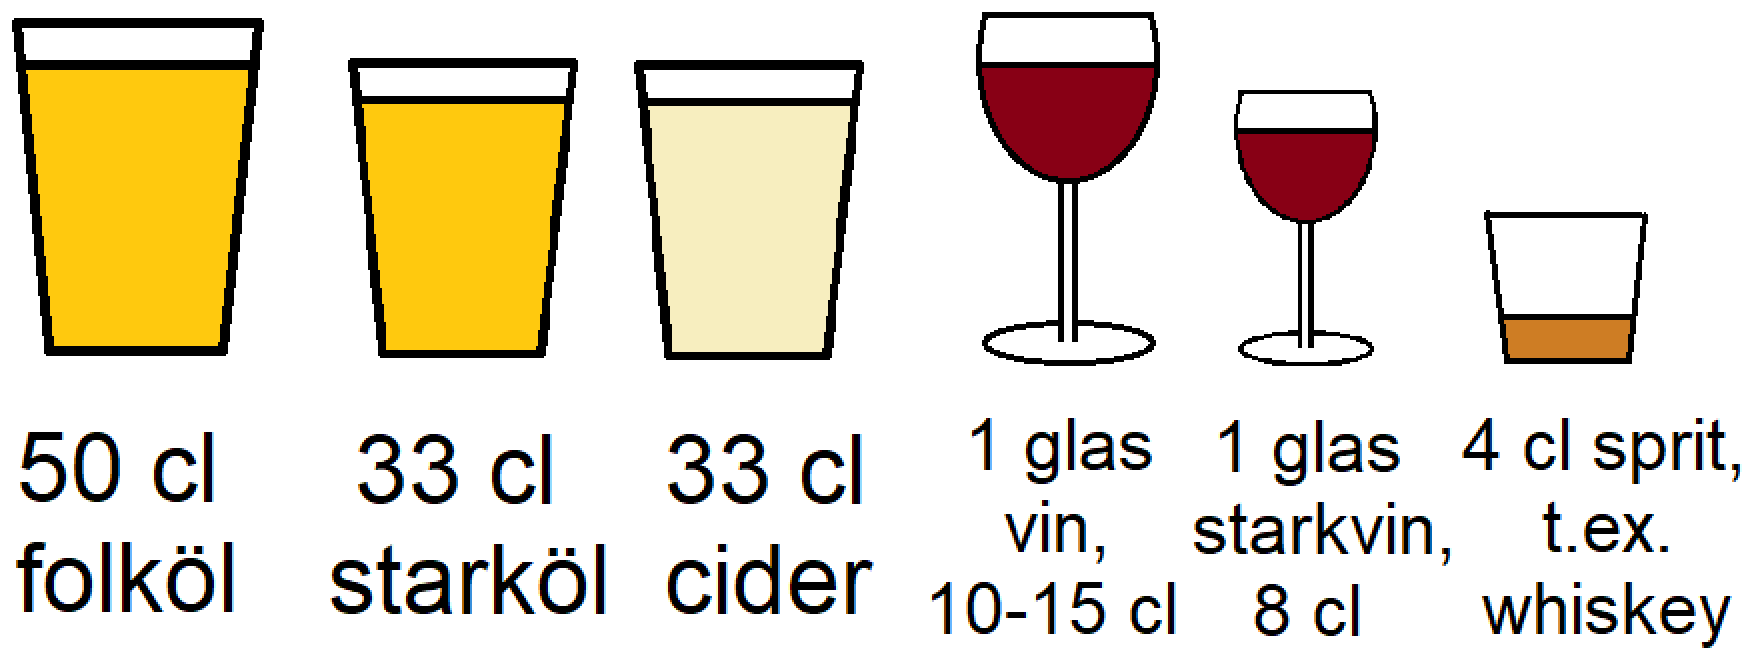 50 cl
folköl
33 cl
starköl
33 cl
cider
1 glas
vin,
10-15 cl
1 glas
starkvin,
8 cl
4 cl sprit,
t.ex.
whiskey